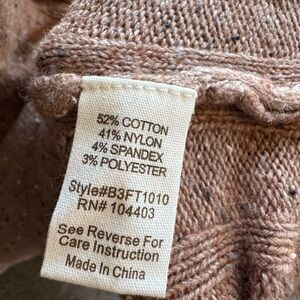 52% COTTON
41% NYLON
4% SPANDEX
3% POLYESTER
Style#B3FT1010
RN# 104403
See Reverse For
Care Instruction
Made In China